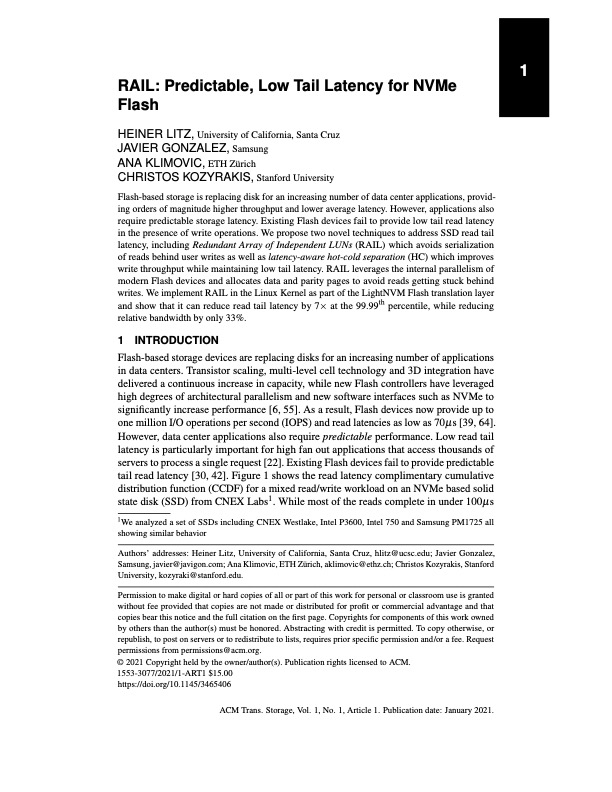 1
RAIL: Predictable, Low Tail Latency for NVMe
Flash
HEINER LITZ, University of California, Santa Cruz
JAVIER GONZALEZ, Samsung
ANA KLIMOVIC, ETH Zürich
CHRISTOS KOZYRAKIS, Stanford University
Flash-based storage is replacing disk for an increasing number of data center applications, provid-
ing orders of magnitude higher throughput and lower average latency. However, applications also
require predictable storage latency. Existing Flash devices fail to provide low tail read latency
in the presence of write operations. We propose two novel techniques to address SSD read tail
latency, including Redundant Array of Independent LUNs (RAIL) which avoids serialization
of reads behind user writes as well as latency-aware hot-cold separation (HC) which improves
write throughput while maintaining low tail latency. RAIL leverages the internal parallelism of
modern Flash devices and allocates data and parity pages to avoid reads getting stuck behind
writes. We implement RAIL in the Linux Kernel as part of the LightNVM Flash translation layer
and show that it can reduce read tail latency by 7× at the 99.99th percentile, while reducing
relative bandwidth by only 33%.
1 INTRODUCTION
Flash-based storage devices are replacing disks for an increasing number of applications
in data centers. Transistor scaling, multi-level cell technology and 3D integration have
delivered a continuous increase in capacity, while new Flash controllers have leveraged
high degrees of architectural parallelism and new software interfaces such as NVMe to
significantly increase performance [6, 55]. As a result, Flash devices now provide up to
one million I/O operations per second (IOPS) and read latencies as low as 70μs [39, 64].
However, data center applications also require predictable performance. Low read tail
latency is particularly important for high fan out applications that access thousands of
servers to process a single request [22]. Existing Flash devices fail to provide predictable
tail read latency [30, 42]. Figure 1 shows the read latency complimentary cumulative
distribution function (CCDF) for a mixed read/write workload on an NVMe based solid
state disk (SSD) from CNEX Labs1. While most of the reads complete in under 100μs
1We analyzed a set of SSDs including CNEX Westlake, Intel P3600, Intel 750 and Samsung PM1725 all
showing similar behavior
Authors' addresses: Heiner Litz, University of California, Santa Cruz, hlitz@ucsc.edu; Javier Gonzalez,
Samsung, javier@javigon.com; Ana Klimovic, ETH Zürich, aklimovic@ethz.ch; Christos Kozyrakis, Stanford
University, kozyraki@stanford.edu.
Permission to make digital or hard copies of all or part of this work for personal or classroom use is granted
without fee provided that copies are not made or distributed for profit or commercial advantage and that
copies bear this notice and the full citation on the first page. Copyrights for components of this work owned
by others than the author(s) must be honored. Abstracting with credit is permitted. To copy otherwise, or
republish, to post on servers or to redistribute to lists, requires prior specific permission and/or a fee. Request
permissions from permissions@acm.org.
© 2021 Copyright held by the owner/author(s). Publication rights licensed to ACM.
1553-3077/2021/1-ART1 $15.00
https://doi.org/10.1145/3465406
ACM Trans. Storage, Vol. 1, No. 1, Article 1. Publication date: January 2021.